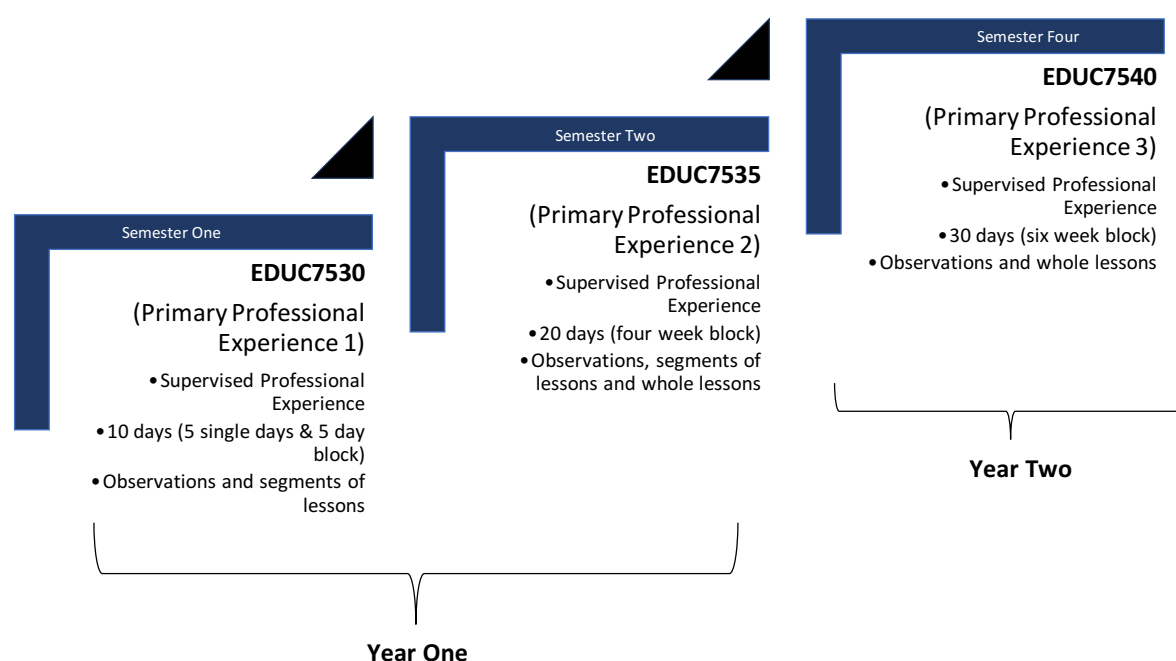 Semester One
EDUC7530
(Primary Professional
Experience 1)
•Supervised Professional
Experience
•10 days (5 single days & 5 day
block)
•Observations and segments of
lessons
Semester Two
EDUC7535
(Primary Professional
Experience 2)
•Supervised Professional
Experience
•20 days (four week block)
•Observations, segments of
lessons and whole lessons
Year One
Semester Four
EDUC7540
(Primary Professional
Experience 3)
•Supervised Professional
Experience
•30 days (six week block)
•Observations and whole lessons
Year Two